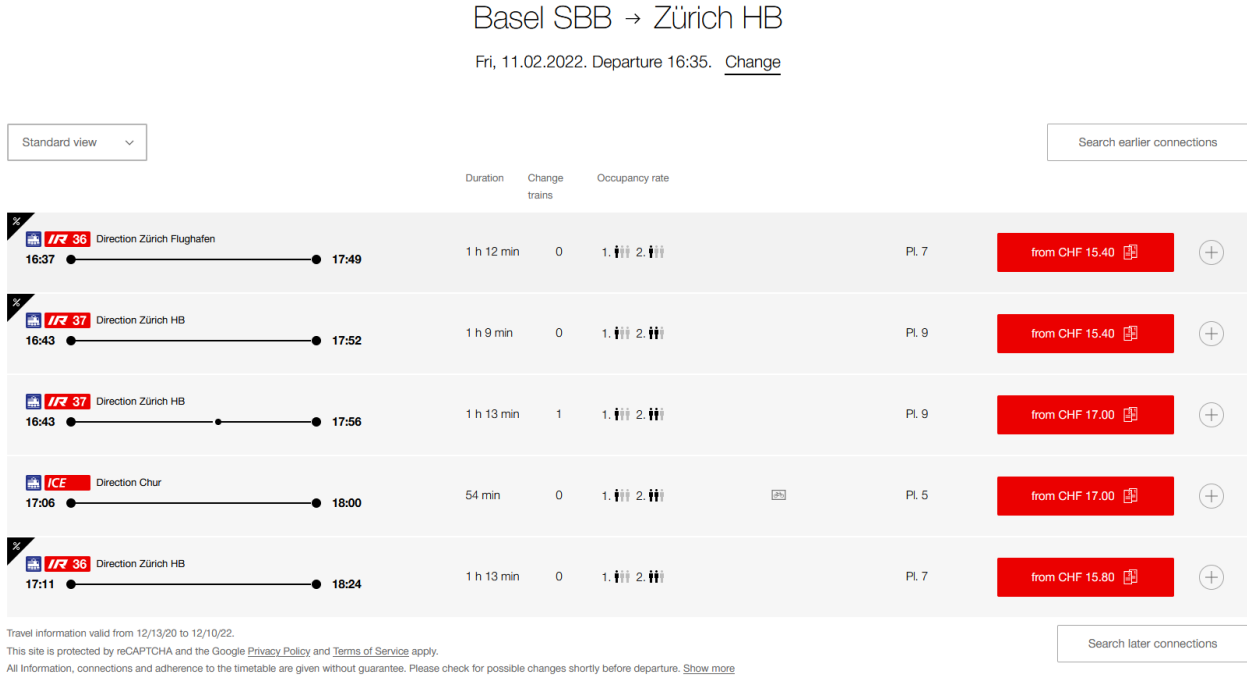 Basel SBB → Zürich HB
Fri, 11.02.2022. Departure 16:35. Change
Standard view
Search earlier connections
Duration Change trains Occupancy rate
%
IR 36 Direction Zürich Flughafen
16:37 17:49 1 h 12 min 0 1. 2. Pl. 7 from CHF 15.40
%
IR 37 Direction Zürich HB
16:43 17:52 1 h 9 min 0 1. 2. Pl. 9 from CHF 15.40
IR 37 Direction Zürich HB
16:43 17:56 1 h 13 min 1 1. 2. Pl. 9 from CHF 17.00
ICE Direction Chur
17:06 18:00 54 min 0 1. 2. Pl. 5 from CHF 17.00
%
IR 36 Direction Zürich HB
17:11 18:24 1 h 13 min 0 1. 2. Pl. 7 from CHF 15.80
Travel information valid from 12/13/20 to 12/10/22.
Search later connections
This site is protected by reCAPTCHA and the Google Privacy Policy and Terms of Service apply.
All Information, connections and adherence to the timetable are given without guarantee. Please check for possible changes shortly before departure. Show more